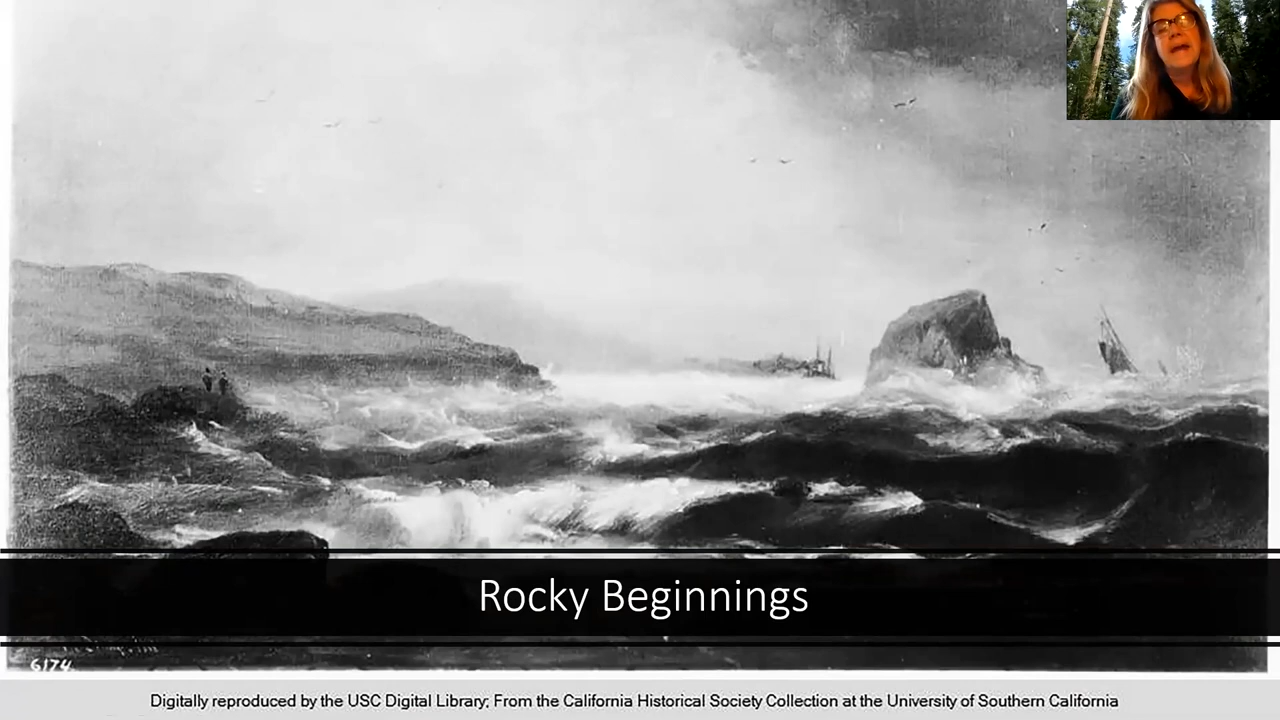 Rocky Beginnings
6174.
Digitally reproduced by the USC Digital Library; From the California Historical Society Collection at the University of Southern California